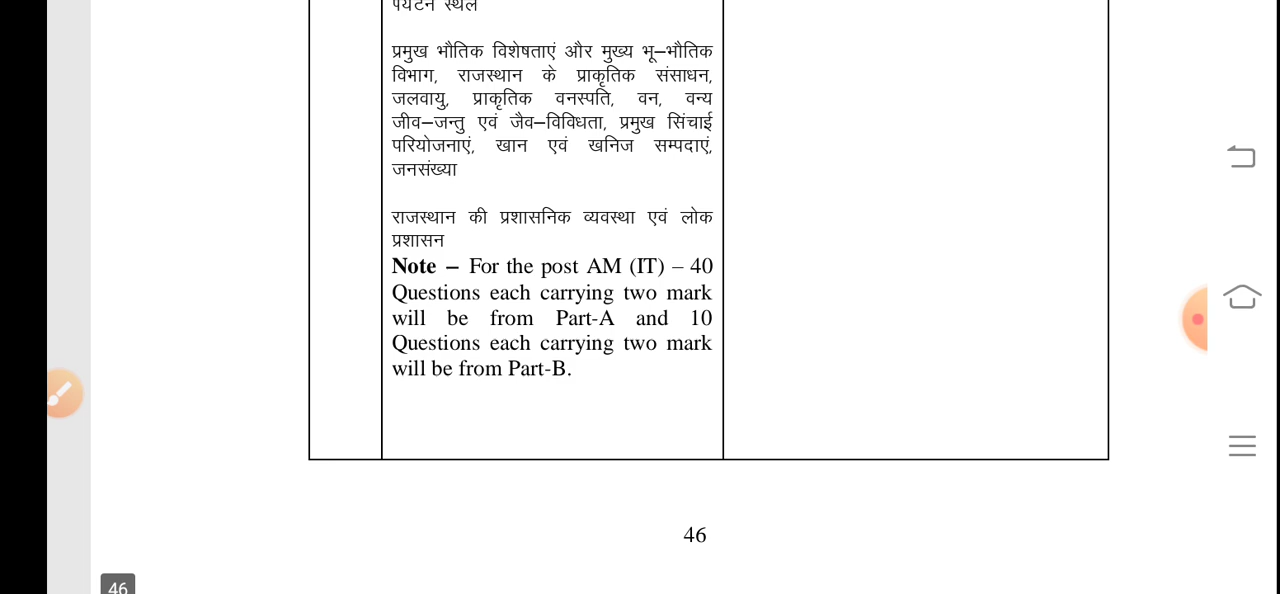 पर्यटन स्थल
प्रमुख भौतिक विशेषताएं और मुख्य भू–भौतिक
विभाग, राजस्थान के प्राकृतिक संसाधन,
जलवायु, प्राकृतिक वनस्पति, वन, वन्य
जीव–जन्तु एवं जैव–विविधता, प्रमुख सिंचाई
परियोजनाएं, खान एवं खनिज सम्पदाएं,
जनसंख्या
राजस्थान की प्रशासनिक व्यवस्था एवं लोक
प्रशासन
Note – For the post AM (IT) – 40
Questions each carrying two mark
will be from Part-A and 10
Questions each carrying two mark
will be from Part-B.
46
46